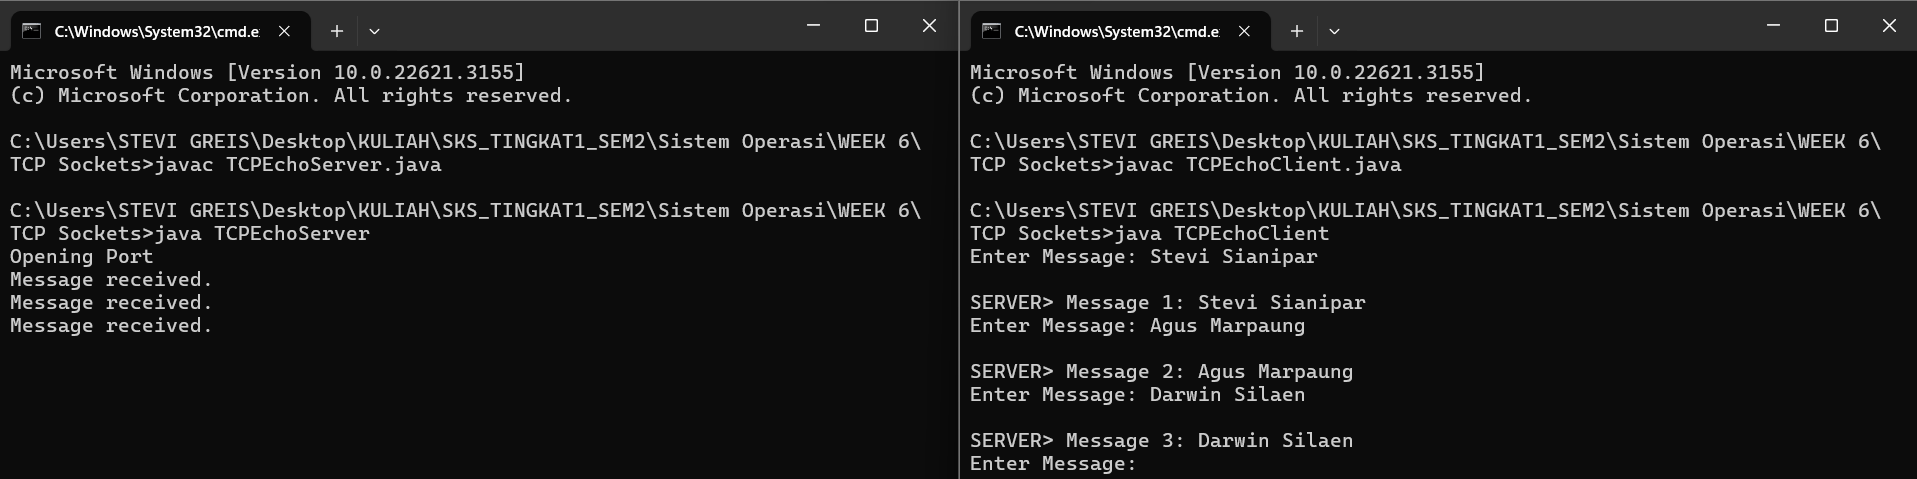 C:\Windows\System32\cmd.e
Microsoft Windows [Version 10.0.22621.3155]
(c) Microsoft Corporation. All rights reserved.
C:\Users\STEVI GREIS\Desktop\KULIAH\SKS_TINGKAT1_SEM2\Sistem Operasi\WEEK 6\
TCP Sockets>javac TCPEchoServer.java
C:\Users\STEVI GREIS\Desktop\KULIAH\SKS_TINGKAT1_SEM2\Sistem Operasi\WEEK 6\
TCP Sockets>java TCPEchoServer
Opening Port
Message received.
Message received.
Message received.
C:\Windows\System32\cmd.e
Microsoft Windows [Version 10.0.22621.3155]
(c) Microsoft Corporation. All rights reserved.
C:\Users\STEVI GREIS\Desktop\KULIAH\SKS_TINGKAT1_SEM2\Sistem Operasi\WEEK 6\
TCP Sockets>javac TCPEchoClient.java
C:\Users\STEVI GREIS\Desktop\KULIAH\SKS_TINGKAT1_SEM2\Sistem Operasi\WEEK 6\
TCP Sockets>java TCPEchoClient
Enter Message: Stevi Sianipar
SERVER> Message 1: Stevi Sianipar
Enter Message: Agus Marpaung
SERVER> Message 2: Agus Marpaung
Enter Message: Darwin Silaen
SERVER> Message 3: Darwin Silaen
Enter Message: